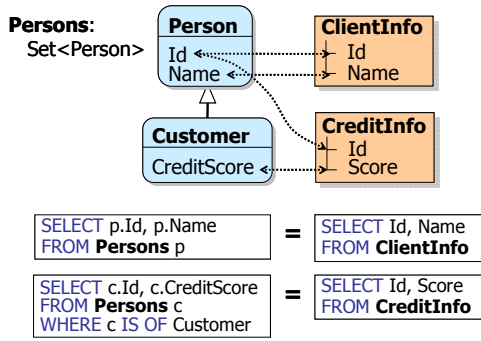 Persons:
Set<Person>
Person
Id
Name
ClientInfo
Id
Name
Customer
CreditScore
CreditInfo
Id
Score
SELECT p.Id, p.Name
FROM Persons p
=
SELECT Id, Name
FROM ClientInfo
SELECT c.Id, c.CreditScore
FROM Persons c
WHERE c IS OF Customer
=
SELECT Id, Score
FROM CreditInfo